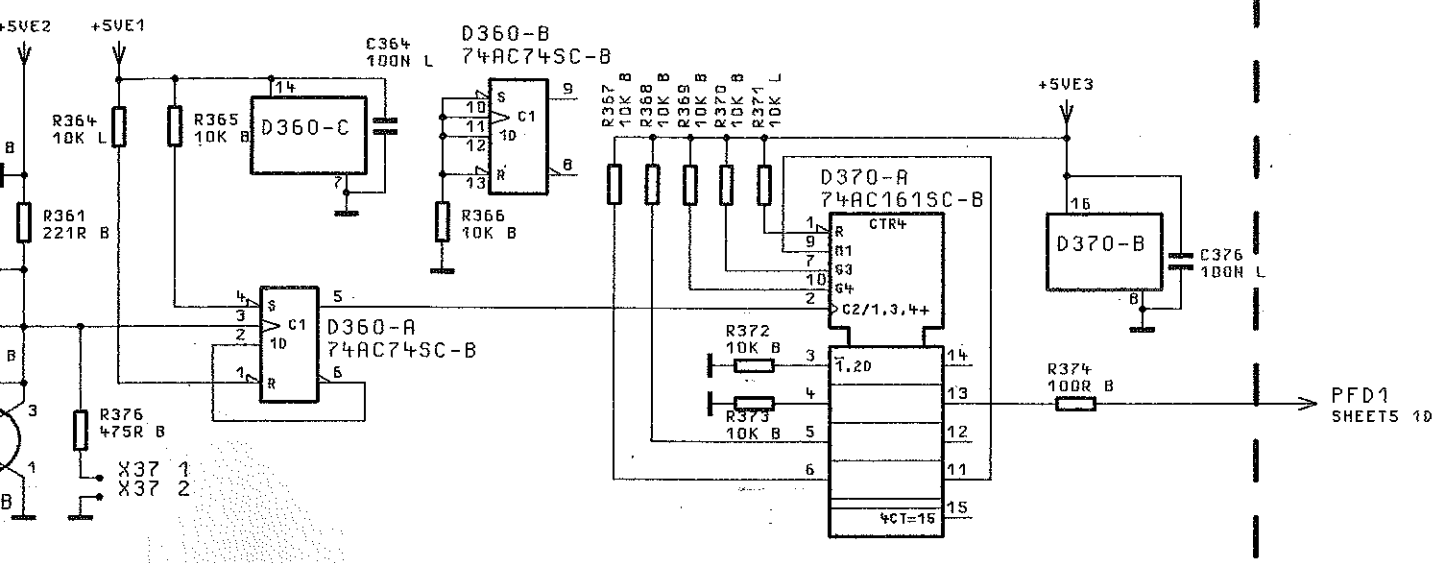 +5VE2
+5VE1
C364
100N L
D360-B
74AC74SC-B
R364
10K L
R365
10K B
14
D360-C
7
S
10
C1
11
1D
12
R
13
9
8
R366
10K B
R367
10K B
R368
10K B
R369
10K B
R370
10K B
R371
10K L
+5VE3
B
R361
221R B
D370-A
74AC161SC-B
CTR4
1
R
9
M1
7
G3
10
G4
2
C2/1,3,4+
16
D370-B
8
C376
100N L
4
S
3
C1
2
1D
1
R
5
6
D360-A
74AC74SC-B
B
R372
10K B
R373
10K B
3
1,2D
4
5
6
14
13
12
11
15
4CT=15
R374
100R B
PFD1
SHEET5 1D
3
1
B
R376
475R B
X37 1
X37 2